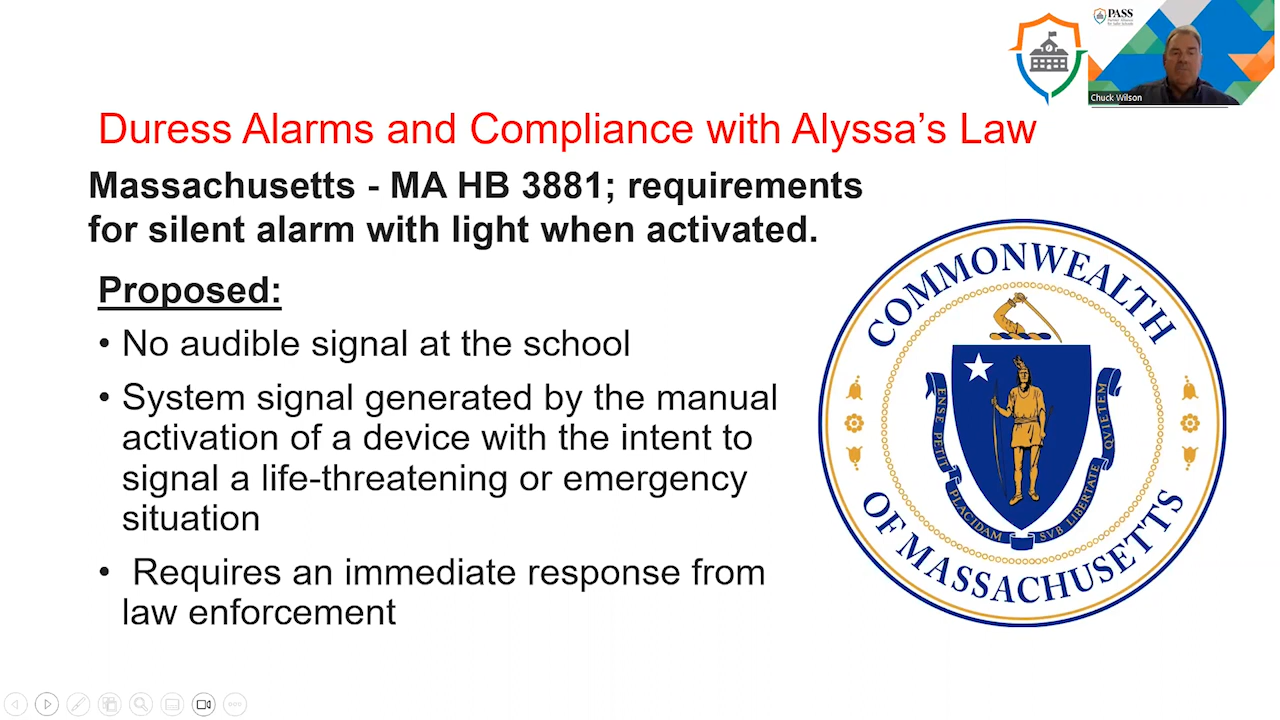 PASS
Chuck Wilson
Duress Alarms and Compliance with Alyssa's Law
Massachusetts - MA HB 3881; requirements
for silent alarm with light when activated.
Proposed:
• No audible signal at the school
• System signal generated by the manual
activation of a device with the intent to
signal a life-threatening or emergency
situation
• Requires an immediate response from
law enforcement
COMMONWEALTH
OF MASSACHUSETTS
ENSE PETIT
PLACIDAM
SVB LIBERTATE
QVIETEM